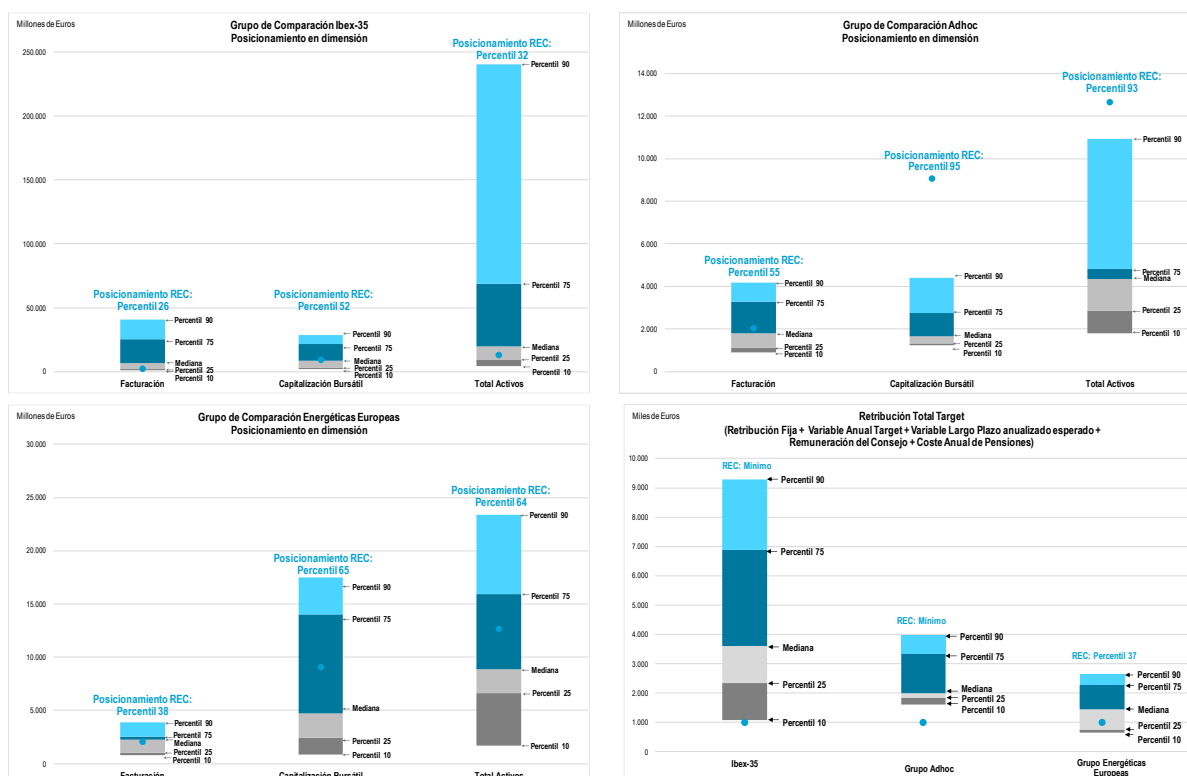 Millones de Euros
Grupo de Comparación Ibex-35
Posicionamiento en dimensión
250.000
200.000
150.000
100.000
50.000
0
Posicionamiento REC:
Percentil 26
Percentil 90
Percentil 75
Mediana
Percentil 25
Percentil 10
Facturación
Posicionamiento REC:
Percentil 52
Percentil 90
Percentil 75
Mediana
Percentil 25
Percentil 10
Capitalización Bursátil
Posicionamiento REC:
Percentil 32
Percentil 90
Percentil 75
Mediana
Percentil 25
Percentil 10
Total Activos
Millones de Euros
Grupo de Comparación Adhoc
Posicionamiento en dimensión
14.000
12.000
10.000
8.000
6.000
4.000
2.000
0
Posicionamiento REC:
Percentil 55
Percentil 90
Percentil 75
Mediana
Percentil 25
Percentil 10
Facturación
Posicionamiento REC:
Percentil 95
Percentil 90
Percentil 75
Mediana
Percentil 25
Percentil 10
Capitalización Bursátil
Posicionamiento REC:
Percentil 93
Percentil 90
Percentil 75
Mediana
Percentil 25
Percentil 10
Total Activos
Millones de Euros
Grupo de Comparación Energéticas Europeas
Posicionamiento en dimensión
30.000
25.000
20.000
15.000
10.000
5.000
0
Posicionamiento REC:
Percentil 38
Percentil 90
Percentil 75
Mediana
Percentil 25
Percentil 10
Facturación
Posicionamiento REC:
Percentil 65
Percentil 90
Percentil 75
Mediana
Percentil 25
Percentil 10
Capitalización Bursátil
Posicionamiento REC:
Percentil 64
Percentil 90
Percentil 75
Mediana
Percentil 25
Percentil 10
Total Activos
Miles de Euros
Retribución Total Target
(Retribución Fija + Variable Anual Target + Variable Largo Plazo anualizado esperado +
Remuneración del Consejo + Coste Anual de Pensiones)
10.000
9.000
8.000
7.000
6.000
5.000
4.000
3.000
2.000
1.000
0
REC: Mínimo
Percentil 90
Percentil 75
Mediana
Percentil 25
Percentil 10
Ibex-35
REC: Mínimo
Percentil 90
Percentil 75
Mediana
Percentil 25
Percentil 10
Grupo Adhoc
REC: Percentil 37
Percentil 90
Percentil 75
Mediana
Percentil 25
Percentil 10
Grupo Energéticas
Europeas